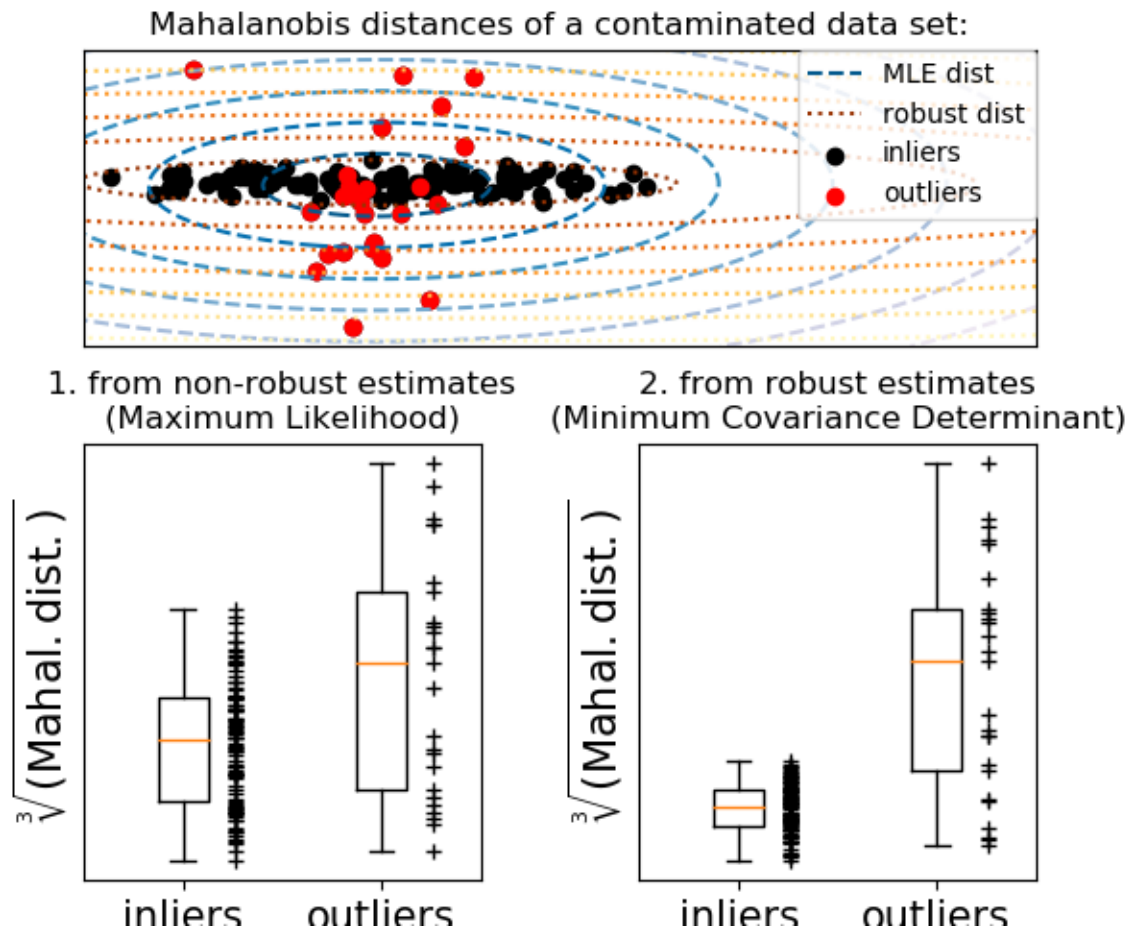 Mahalanobis distances of a contaminated data set:
MLE dist
robust dist
inliers
outliers
1. from non-robust estimates
(Maximum Likelihood)
2. from robust estimates
(Minimum Covariance Determinant)
∛(Mahal. dist. )
∛(Mahal. dist. )
inliers
outliers
inliers
outliers